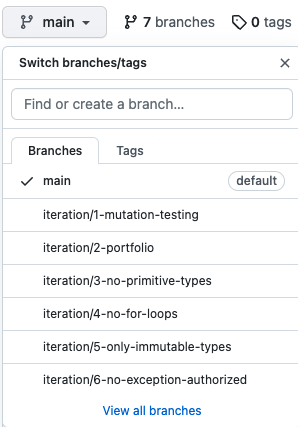 main 7 branches 0 tags
Switch branches/tags
Find or create a branch...
Branches Tags
main default
iteration/1-mutation-testing
iteration/2-portfolio
iteration/3-no-primitive-types
iteration/4-no-for-loops
iteration/5-only-immutable-types
iteration/6-no-exception-authorized
View all branches